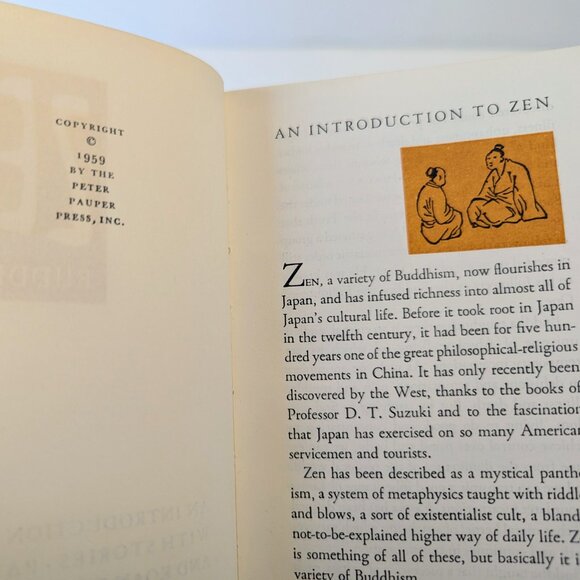 COPYRIGHT
©
1959
BY THE
PETER
PAUPER
PRESS, INC.
AN INTRODUCTION TO ZEN
ZEN, a variety of Buddhism, now flourishes in
Japan, and has infused richness into almost all of
Japan's cultural life. Before it took root in Japan
in the twelfth century, it had been for five hun-
dred years one of the great philosophical-religious
movements in China. It has only recently been
discovered by the West, thanks to the books of
Professor D. T. Suzuki and to the fascination
that Japan has exercised on so many American
servicemen and tourists.
Zen has been described as a mystical panthe-
ism, a system of metaphysics taught with riddle
and blows, a sort of existentialist cult, a bland
not-to-be-explained higher way of daily life. Z
is something of all of these, but basically it i
variety of Buddhism.